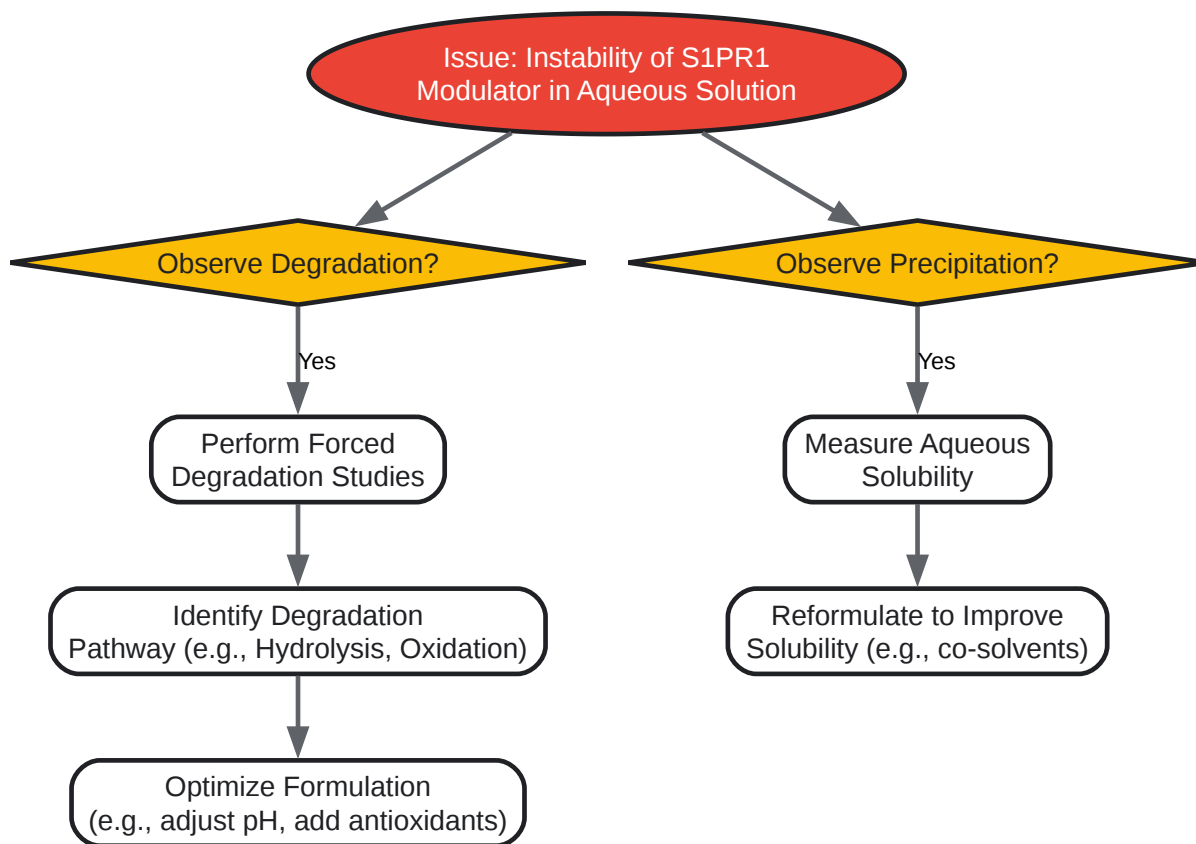 Issue: Instability of S1PR1
Modulator in Aqueous Solution
Observe Degradation?
Observe Precipitation?
Yes
Yes
Perform Forced
Degradation Studies
Measure Aqueous
Solubility
Identify Degradation
Pathway (e.g., Hydrolysis, Oxidation)
Reformulate to Improve
Solubility (e.g., co-solvents)
Optimize Formulation
(e.g., adjust pH, add antioxidants)